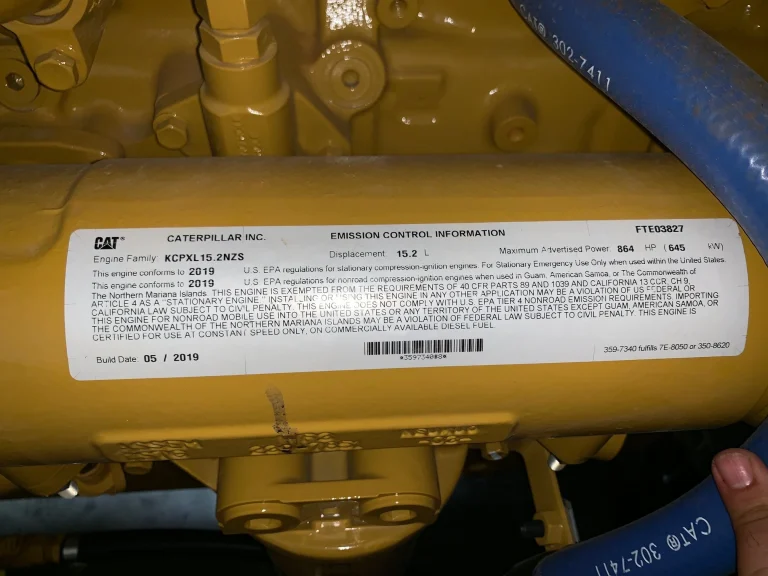 CAT® 302-7411
FTE03827
CAT® CATERPILLAR INC. EMISSION CONTROL INFORMATION
Engine Family: KCPXL15.2NZS Displacement: 15.2 L Maximum Advertised Power: 864 HP ( 645 kW)
This engine conforms to 2019 U.S. EPA regulations for stationary compression-ignition engines. For Stationary Emergency Use Only when used within the United States.
This engine conforms to 2019 U.S. EPA regulations for nonroad compression-ignition engines when used in Guam, American Samoa, or The Commonwealth of
The Northern Mariana Islands. THIS ENGINE IS EXEMPTED FROM THE REQUIREMENTS OF 40 CFR PARTS 89 AND 1039 AND CALIFORNIA 13 CCR, CH 9,
ARTICLE 4 AS A "STATIONARY ENGINE." INSTALLING OR USING THIS ENGINE IN ANY OTHER APPLICATION MAY BE A VIOLATION OF US FEDERAL OR
CALIFORNIA LAW SUBJECT TO CIVIL PENALTY. THIS ENGINE DOES NOT COMPLY WITH U.S. EPA TIER 4 NONROAD EMISSION REQUIREMENTS. IMPORTING
THIS ENGINE FOR NONROAD MOBILE USE INTO THE UNITED STATES OR ANY TERRITORY OF THE UNITED STATES EXCEPT GUAM, AMERICAN SAMOA, OR
THE COMMONWEALTH OF THE NORTHERN MARIANA ISLANDS MAY BE A VIOLATION OF FEDERAL LAW SUBJECT TO CIVIL PENALTY. THIS ENGINE IS
CERTIFIED FOR USE AT CONSTANT SPEED ONLY, ON COMMERCIALLY AVAILABLE DIESEL FUEL.
Build Date: 05 / 2019
*359734008*
359-7340 fulfills 7E-8050 or 350-8620
CAT® 302-7411